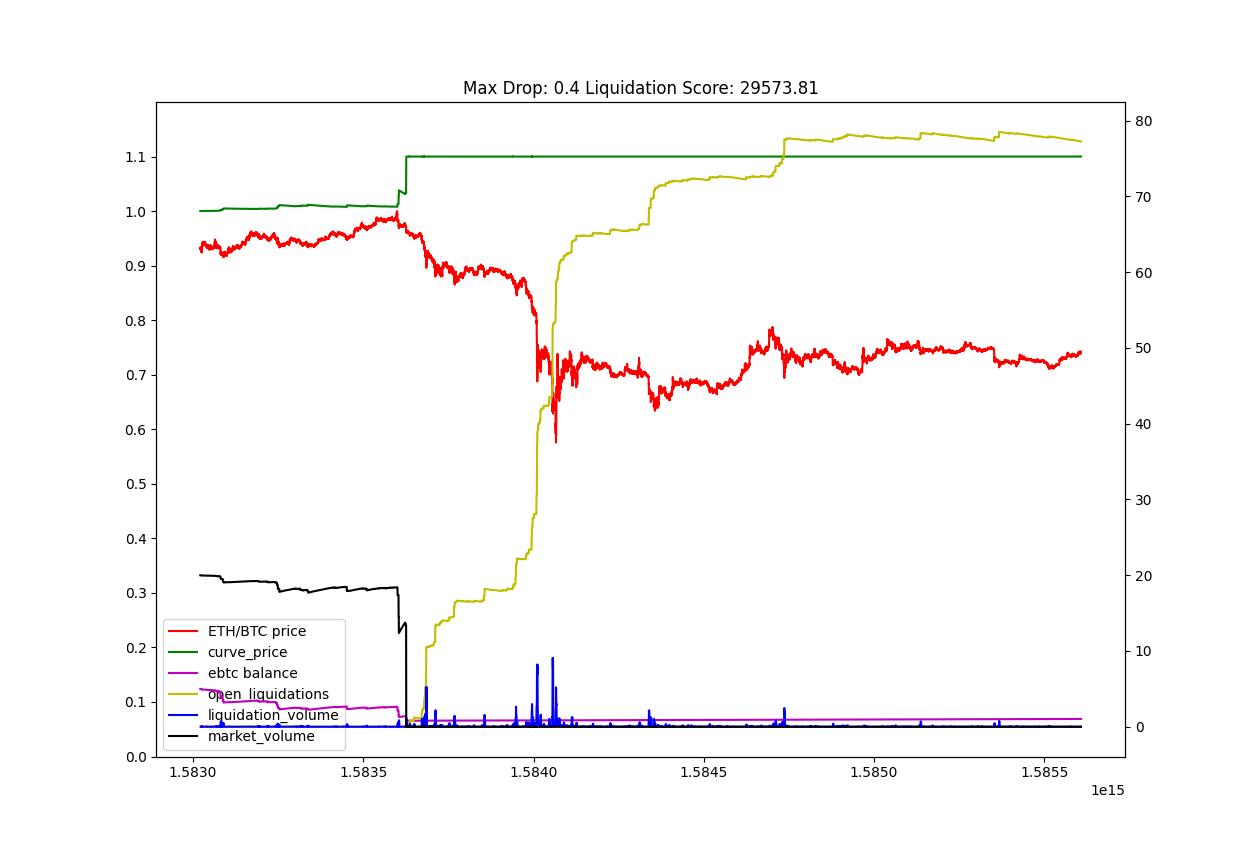 Max Drop: 0.4 Liquidation Score: 29573.81
1.1
1.0
0.9
0.8
0.7
0.6
0.5
0.4
0.3
0.2
0.1
0.0
80
70
60
50
40
30
20
10
0
ETH/BTC price
curve_price
ebtc balance
open_liquidations
liquidation_volume
market_volume
1.5830 1.5835 1.5840 1.5845 1.5850 1.5855
1e15